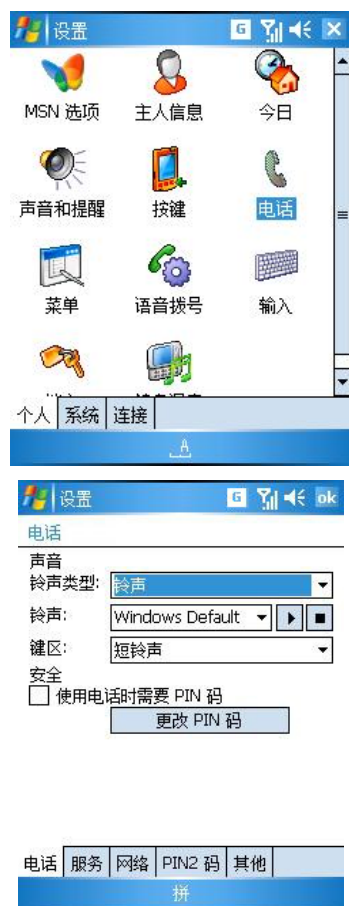 设置
G
MSN 选项 主人信息 今日
声音和提醒 按键 电话
菜单 语音拨号 输入
个人 系统 连接
A
设置
G ok
电话
声音
铃声类型: 铃声
铃声: Windows Default
键区: 短铃声
安全
使用电话时需要 PIN 码
更改 PIN 码
电话 服务 网络 PIN2 码 其他
拼